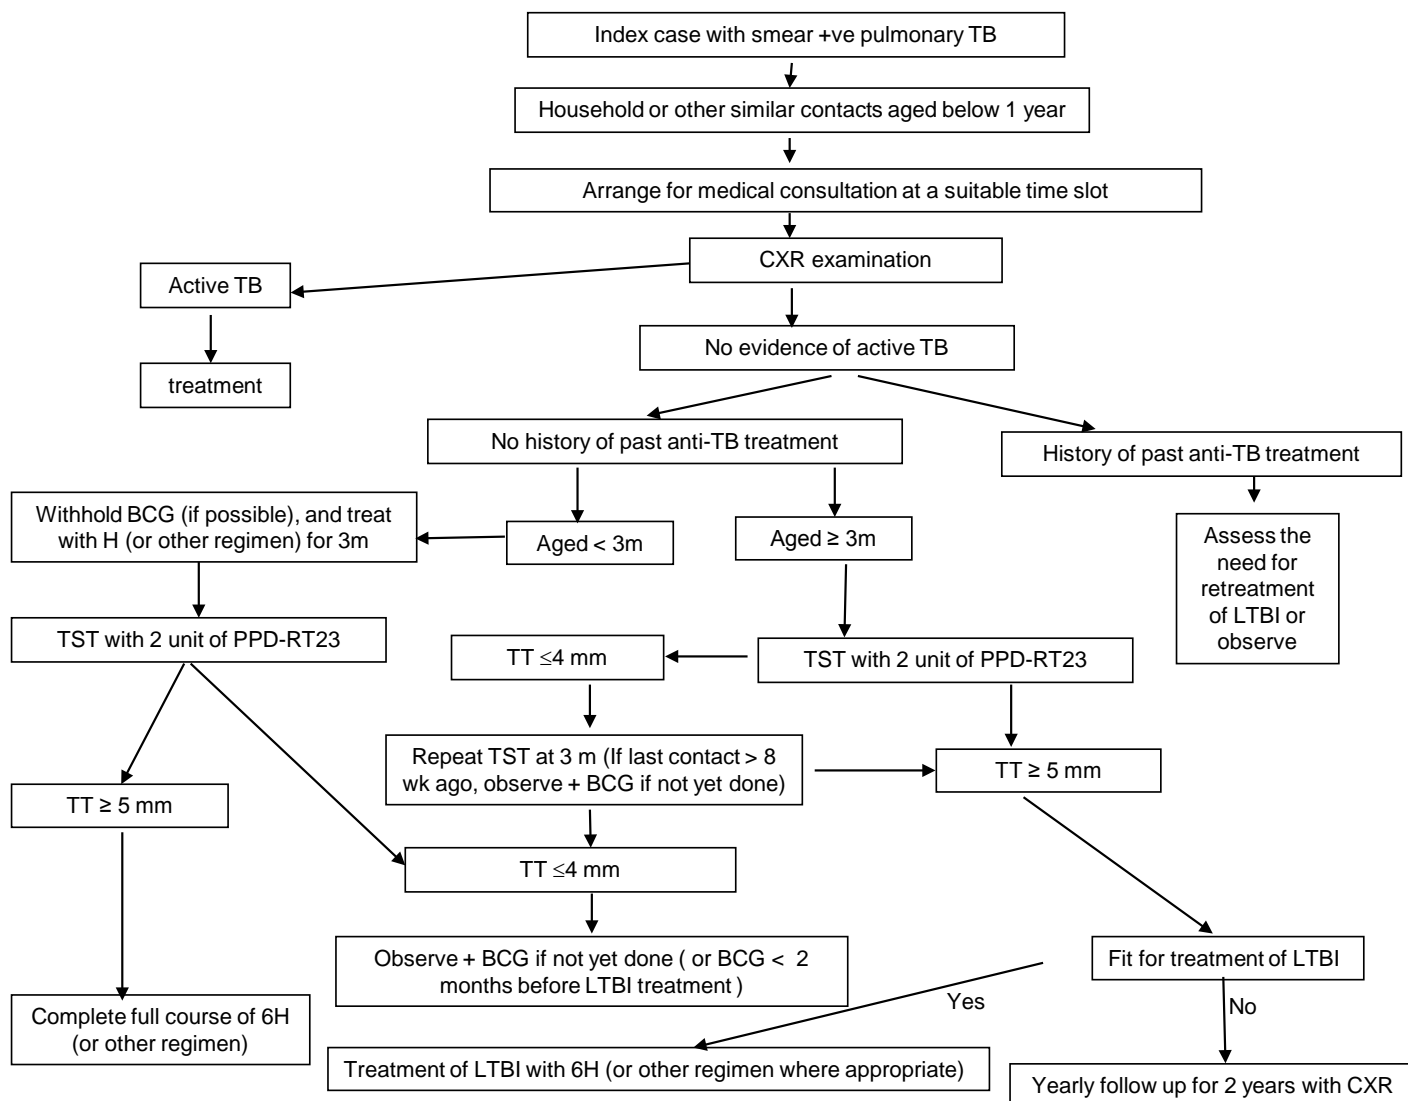 Index case with smear +ve pulmonary TB
Household or other similar contacts aged below 1 year
Arrange for medical consultation at a suitable time slot
CXR examination
Active TB
No evidence of active TB
treatment
No history of past anti-TB treatment
History of past anti-TB treatment
Withhold BCG (if possible), and treat
with H (or other regimen) for 3m
Aged < 3m
Aged ≥ 3m
Assess the
need for
retreatment
of LTBI or
observe
TST with 2 unit of PPD-RT23
TT ≤4 mm
TST with 2 unit of PPD-RT23
Repeat TST at 3 m (If last contact > 8
wk ago, observe + BCG if not yet done)
TT ≥ 5 mm
TT ≥ 5 mm
TT ≤4 mm
Observe + BCG if not yet done ( or BCG < 2
months before LTBI treatment )
Fit for treatment of LTBI
Yes
No
Complete full course of 6H
(or other regimen)
Treatment of LTBI with 6H (or other regimen where appropriate)
Yearly follow up for 2 years with CXR